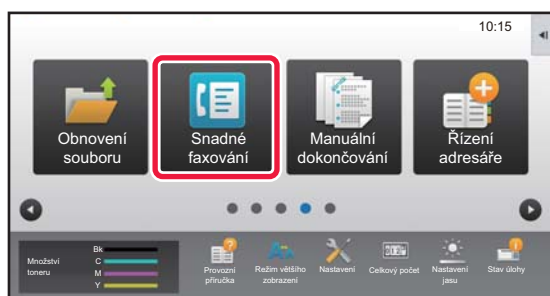 10:15
Obnovení
souboru
Snadné
faxování
Manuální
dokončování
Řízení
adresáře
Množství
toneru
Bk
C
M
Y
Provozní
příručka
Režim většího
zobrazení
Nastavení
Celkový počet
Nastavení
jasu
Stav úlohy